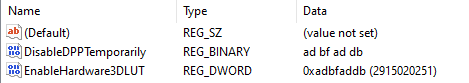 Name Type Data
(Default) REG_SZ (value not set)
DisableDPPTemporarily REG_BINARY ad bf ad db
EnableHardware3DLUT REG_DWORD 0xadbfaddb (2915020251)